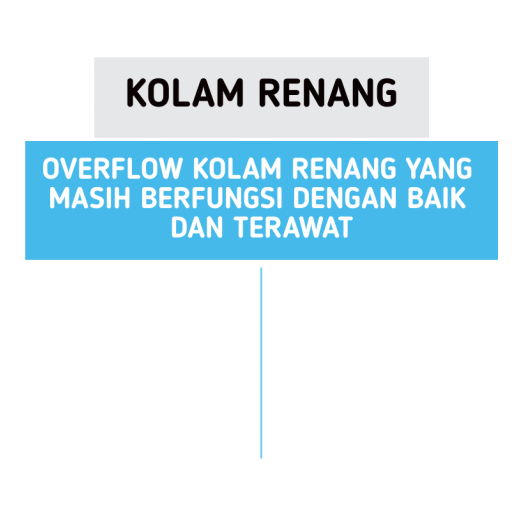 KOLAM RENANG
OVERFLOW KOLAM RENANG YANG
MASIH BERFUNGSI DENGAN BAIK
DAN TERAWAT